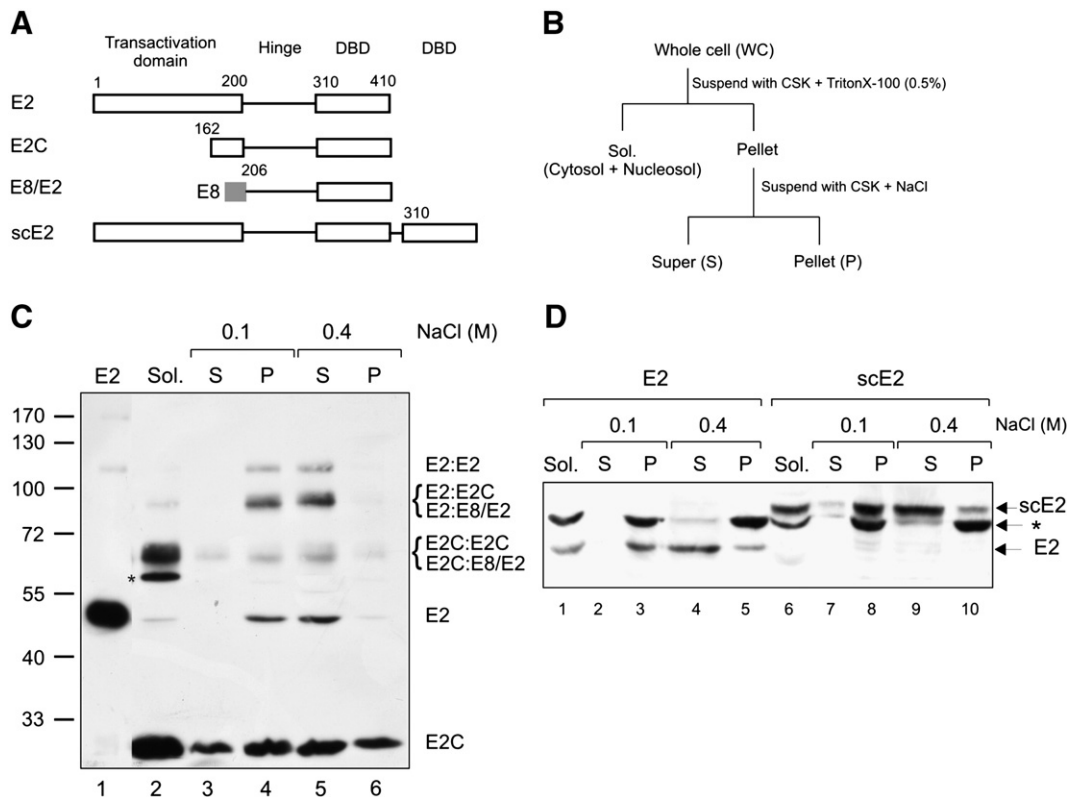 A
Transactivation
domain
Hinge
DBD
DBD
1
200
310
410
E2
162
E2C
206
E8/E2
E8
310
scE2
B
Whole cell (WC)
Suspend with CSK + TritonX-100 (0.5%)
Sol.
(Cytosol + Nucleosol)
Pellet
Suspend with CSK + NaCl
Super (S)
Pellet (P)
C
0.1
0.4
NaCl (M)
E2
Sol.
S
P
S
P
170
130
100
72
55
40
33
*
E2:E2
E2:E2C
E2:E8/E2
E2C:E2C
E2C:E8/E2
E2
E2C
1 2 3 4 5 6
D
E2
scE2
0.1
0.4
0.1
0.4
NaCl (M)
Sol. S P S P Sol. S P S P
scE2
*
E2
1 2 3 4 5 6 7 8 9 10